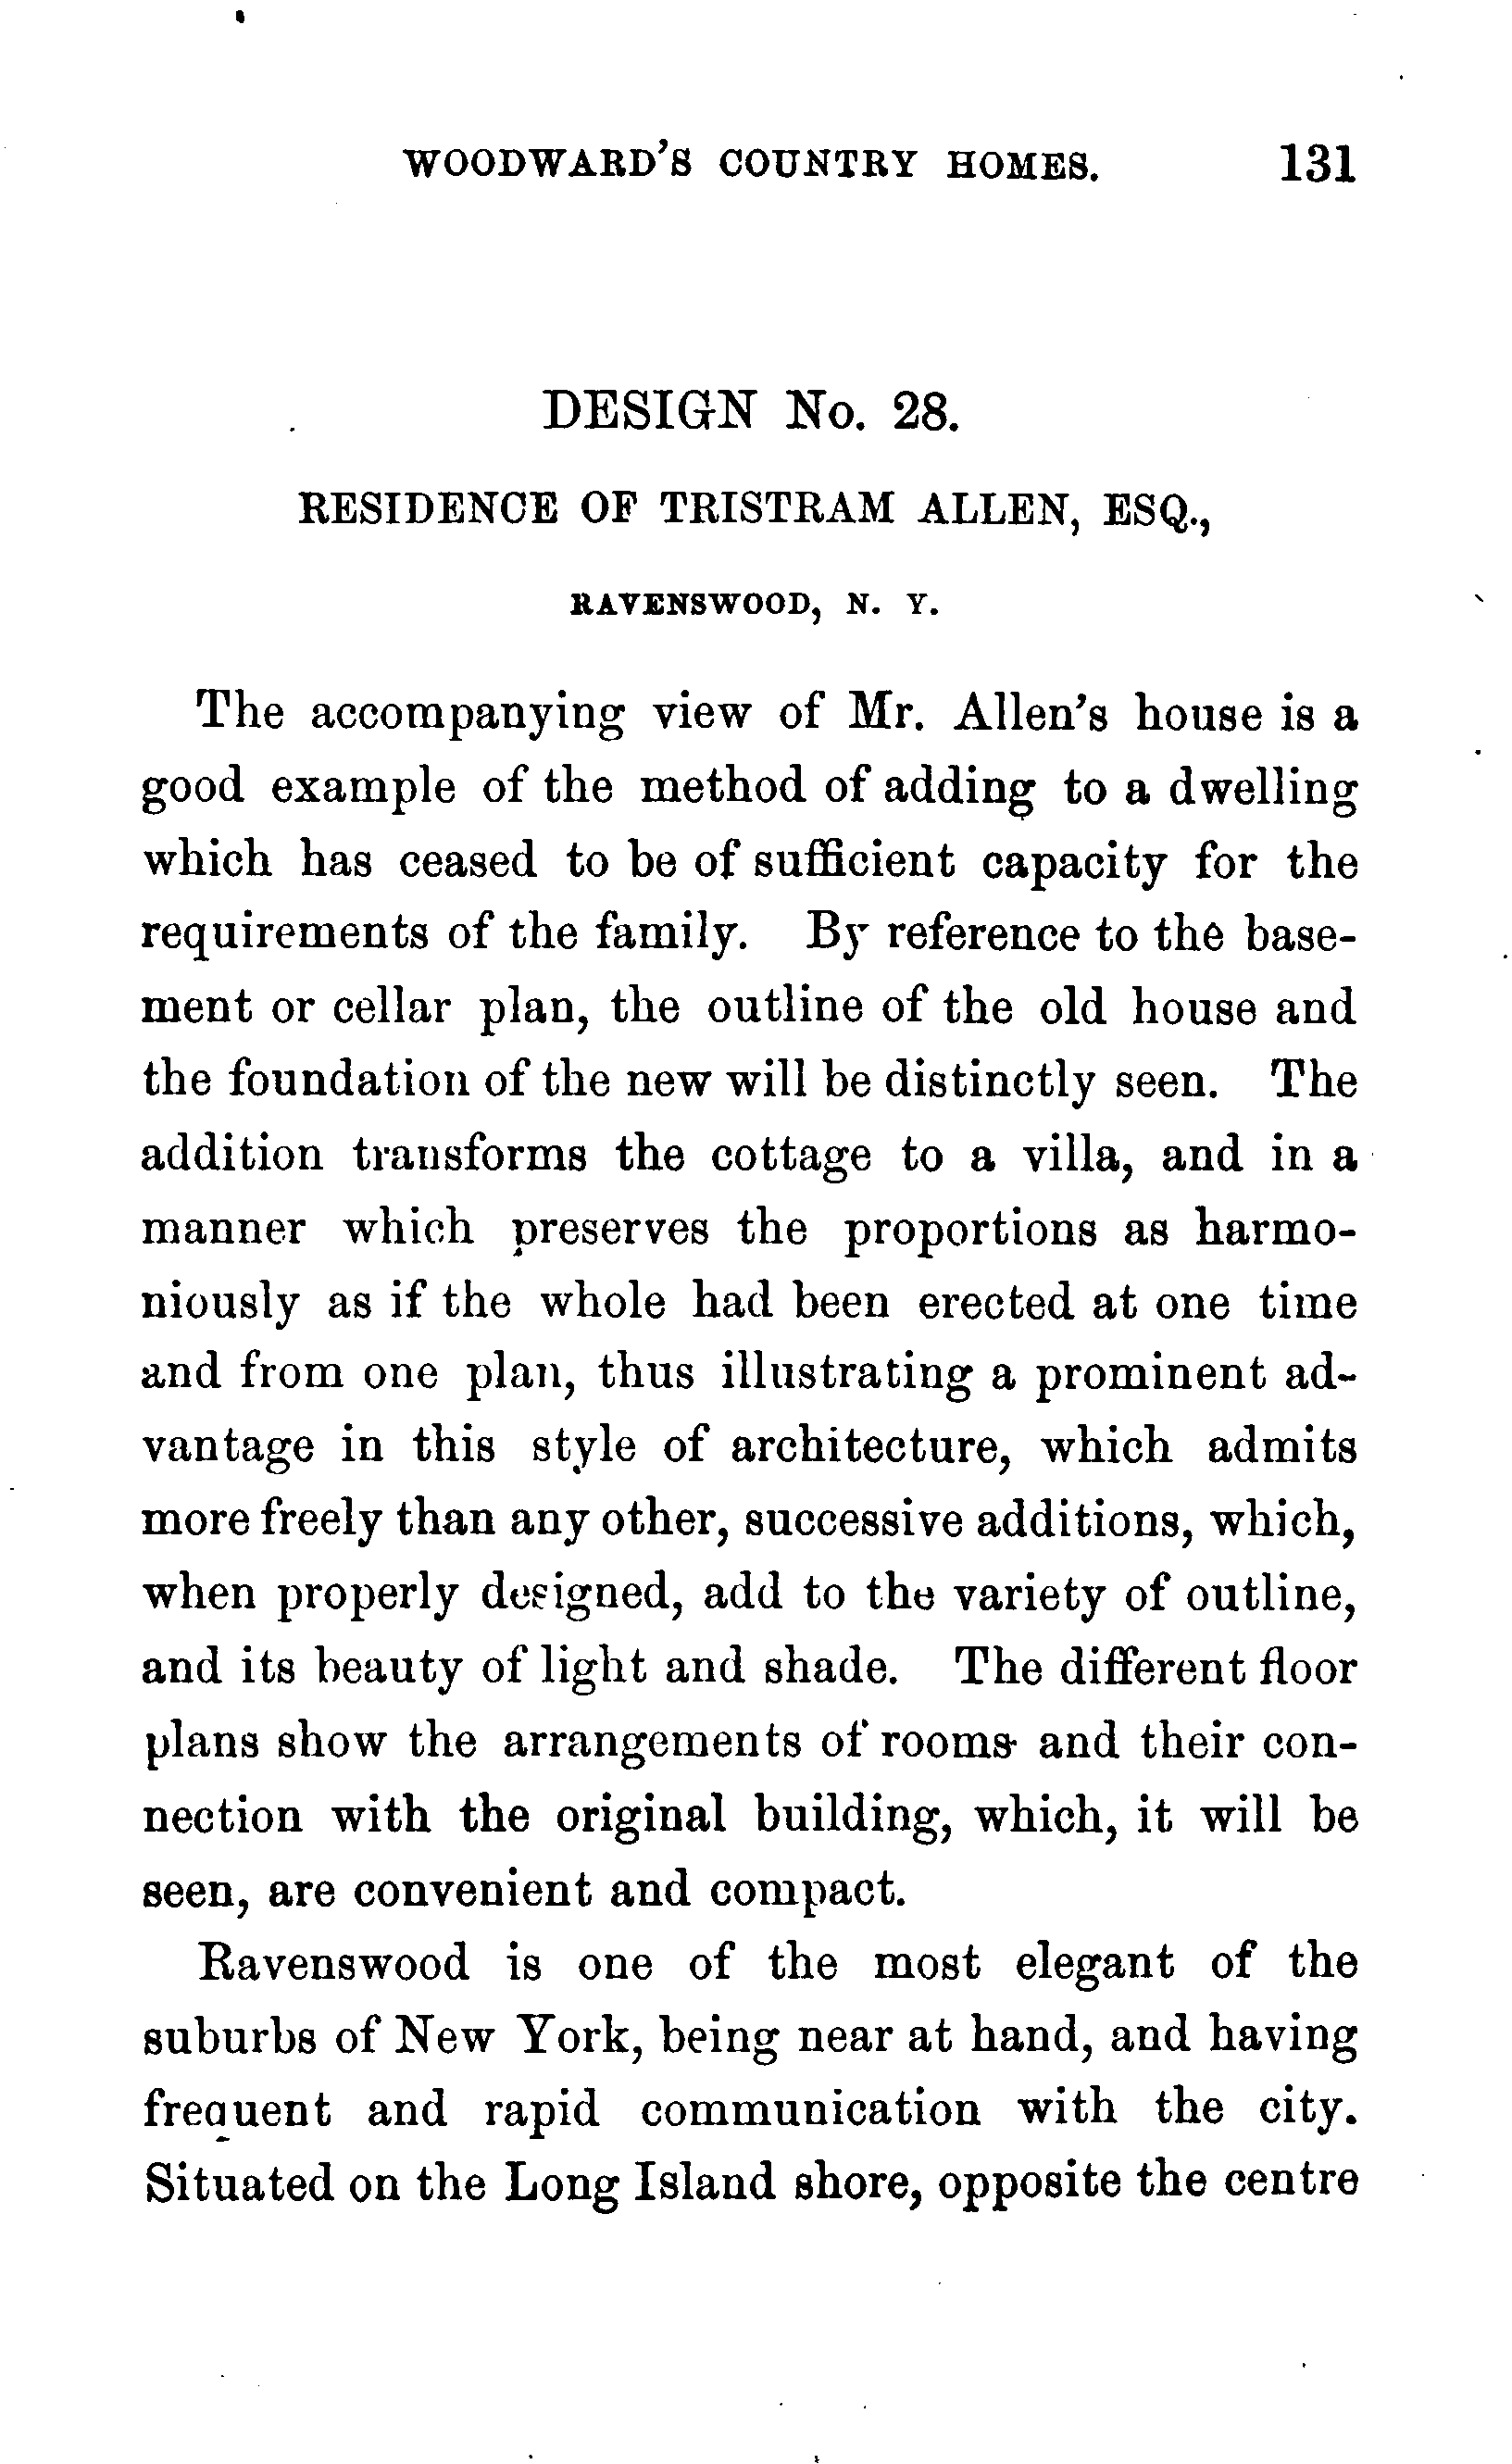 WOODWARD'S COUNTRY HOMES. 131
DESIGN No. 28.
RESIDENCE OF TRISTRAM ALLEN, ESQ.,
RAVENSWOOD, N. Y.
The accompanying view of Mr. Allen's house is a
good example of the method of adding to a dwelling
which has ceased to be of sufficient capacity for the
requirements of the family. By reference to the base-
ment or cellar plan, the outline of the old house and
the foundation of the new will be distinctly seen. The
addition transforms the cottage to a villa, and in a
manner which preserves the proportions as harmo-
niously as if the whole had been erected at one time
and from one plan, thus illustrating a prominent ad-
vantage in this style of architecture, which admits
more freely than any other, successive additions, which,
when properly designed, add to the variety of outline,
and its beauty of light and shade. The different floor
plans show the arrangements of rooms and their con-
nection with the original building, which, it will be
seen, are convenient and compact.
Ravenswood is one of the most elegant of the
suburbs of New York, being near at hand, and having
frequent and rapid communication with the city.
Situated on the Long Island shore, opposite the centre